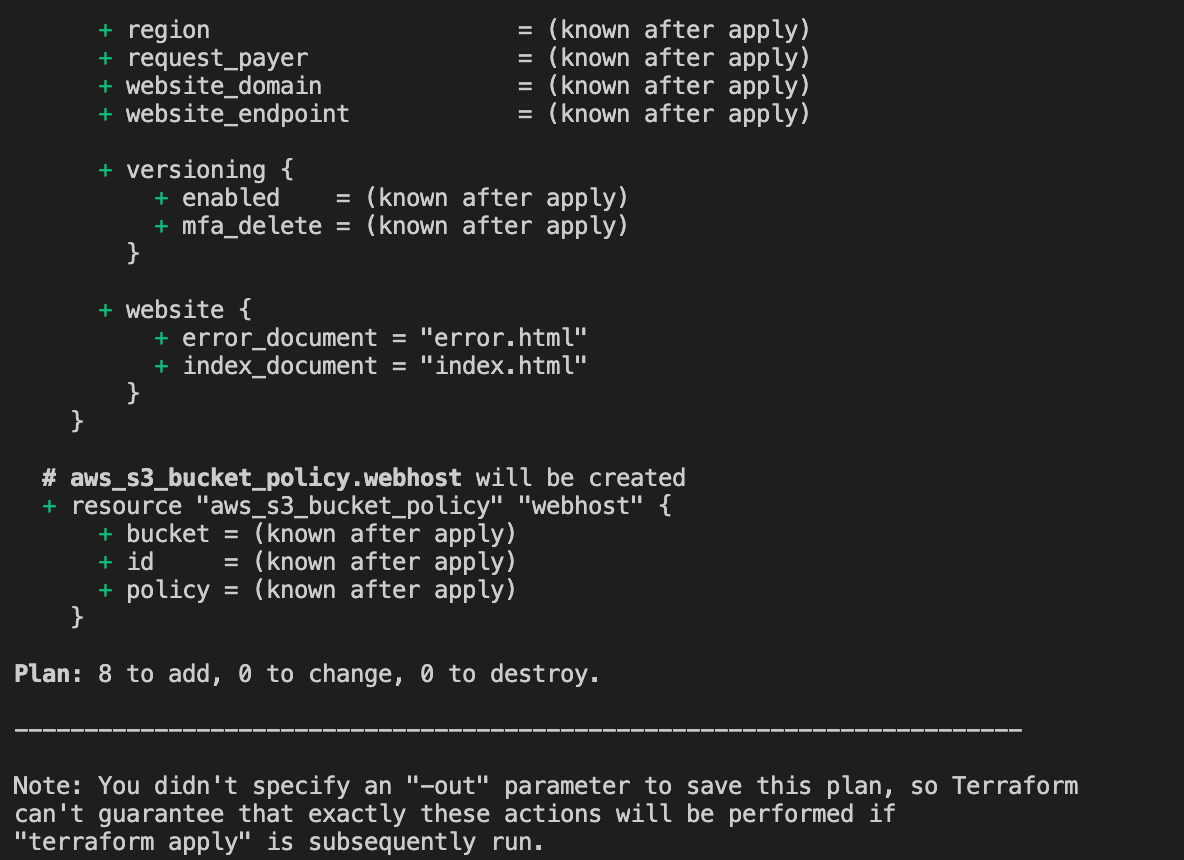 + region                      = (known after apply)
      + request_payer               = (known after apply)
      + website_domain              = (known after apply)
      + website_endpoint            = (known after apply)

      + versioning {
          + enabled    = (known after apply)
          + mfa_delete = (known after apply)
        }

      + website {
          + error_document = "error.html"
          + index_document = "index.html"
        }
    }

  # aws_s3_bucket_policy.webhost will be created
  + resource "aws_s3_bucket_policy" "webhost" {
      + bucket = (known after apply)
      + id     = (known after apply)
      + policy = (known after apply)
    }

Plan: 8 to add, 0 to change, 0 to destroy.

------------------------------------------------------------------------

Note: You didn't specify an "-out" parameter to save this plan, so Terraform
can't guarantee that exactly these actions will be performed if
"terraform apply" is subsequently run.